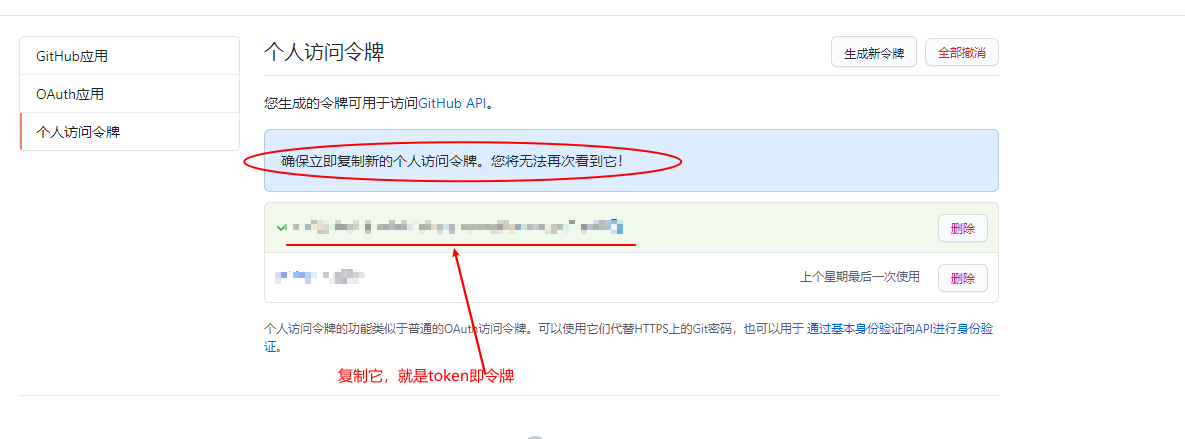 GitHub应用
OAuth应用
个人访问令牌
个人访问令牌
生成新令牌
全部撤消
您生成的令牌可用于访问GitHub API。
确保立即复制新的个人访问令牌。您将无法再次看到它！
删除
上个星期最后一次使用
删除
个人访问令牌的功能类似于普通的OAuth访问令牌。可以使用它们代替HTTPS上的Git密码，也可以用于 通过基本身份验证向API进行身份验
证。
复制它，就是token即令牌